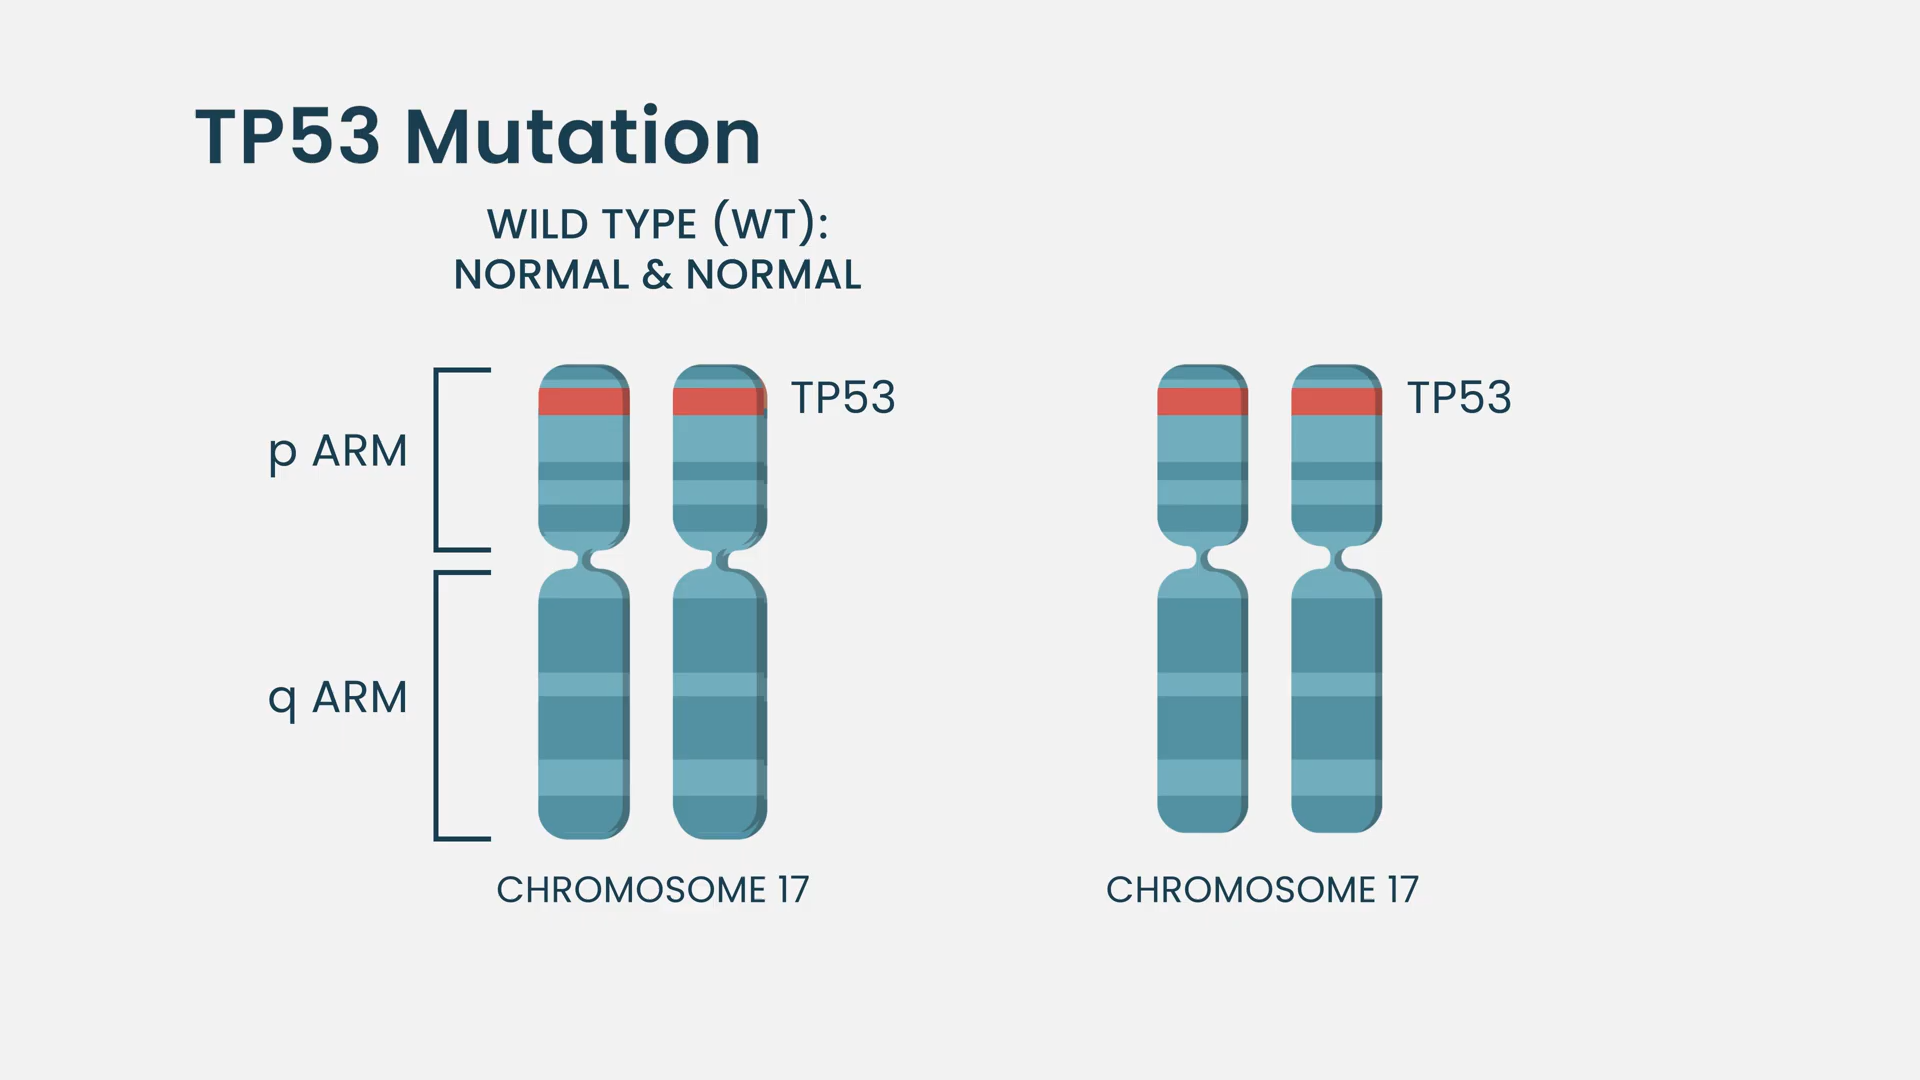 TP53 Mutation
WILD TYPE (WT):
NORMAL & NORMAL
TP53
TP53
p ARM
q ARM
CHROMOSOME 17
CHROMOSOME 17